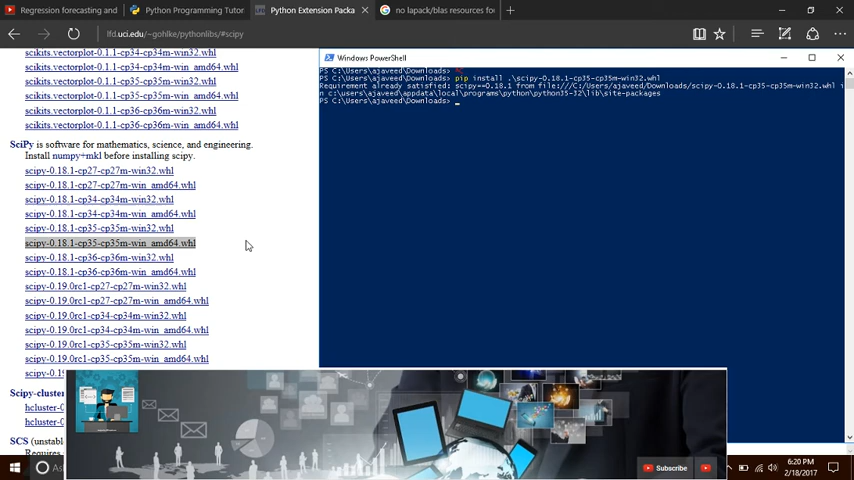 Regression forecasting and
Python Programming Tutor
Python Extension Packa
no lapack/blas resources fo
lfd.uci.edu/~gohlke/pythonlibs/#scipy
scikits.vectorplot-0.1.1-cp34-cp34m-win32.whl
scikits.vectorplot-0.1.1-cp34-cp34m-win_amd64.whl
scikits.vectorplot-0.1.1-cp35-cp35m-win32.whl
scikits.vectorplot-0.1.1-cp35-cp35m-win_amd64.whl
scikits.vectorplot-0.1.1-cp36-cp36m-win32.whl
scikits.vectorplot-0.1.1-cp36-cp36m-win_amd64.whl
SciPy is software for mathematics, science, and engineering.
Install numpy+mkl before installing scipy.
scipy-0.18.1-cp27-cp27m-win32.whl
scipy-0.18.1-cp27-cp27m-win_amd64.whl
scipy-0.18.1-cp34-cp34m-win32.whl
scipy-0.18.1-cp34-cp34m-win_amd64.whl
scipy-0.18.1-cp35-cp35m-win32.whl
scipy-0.18.1-cp35-cp35m-win_amd64.whl
scipy-0.18.1-cp36-cp36m-win32.whl
scipy-0.18.1-cp36-cp36m-win_amd64.whl
scipy-0.19.0rc1-cp27-cp27m-win32.whl
scipy-0.19.0rc1-cp27-cp27m-win_amd64.whl
scipy-0.19.0rc1-cp34-cp34m-win32.whl
scipy-0.19.0rc1-cp34-cp34m-win_amd64.whl
scipy-0.19.0rc1-cp35-cp35m-win32.whl
scipy-0.19.0rc1-cp35-cp35m-win_amd64.whl
scipy-0.19
Scipy-cluster
hcluster-0
hcluster-0
SCS (unstabl
Requires
Windows PowerShell
PS C:\Users\ajaveed\Downloads> ^C
PS C:\Users\ajaveed\Downloads> pip install .\scipy-0.18.1-cp35-cp35m-win32.whl
Requirement already satisfied: scipy==0.18.1 from file:///C:/Users/ajaveed/Downloads/scipy-0.18.1-cp35-cp35m-win32.whl i
n c:\users\ajaveed\appdata\local\programs\python\python35-32\lib\site-packages
PS C:\Users\ajaveed\Downloads> _
Subscribe
6:20 PM
2/18/2017